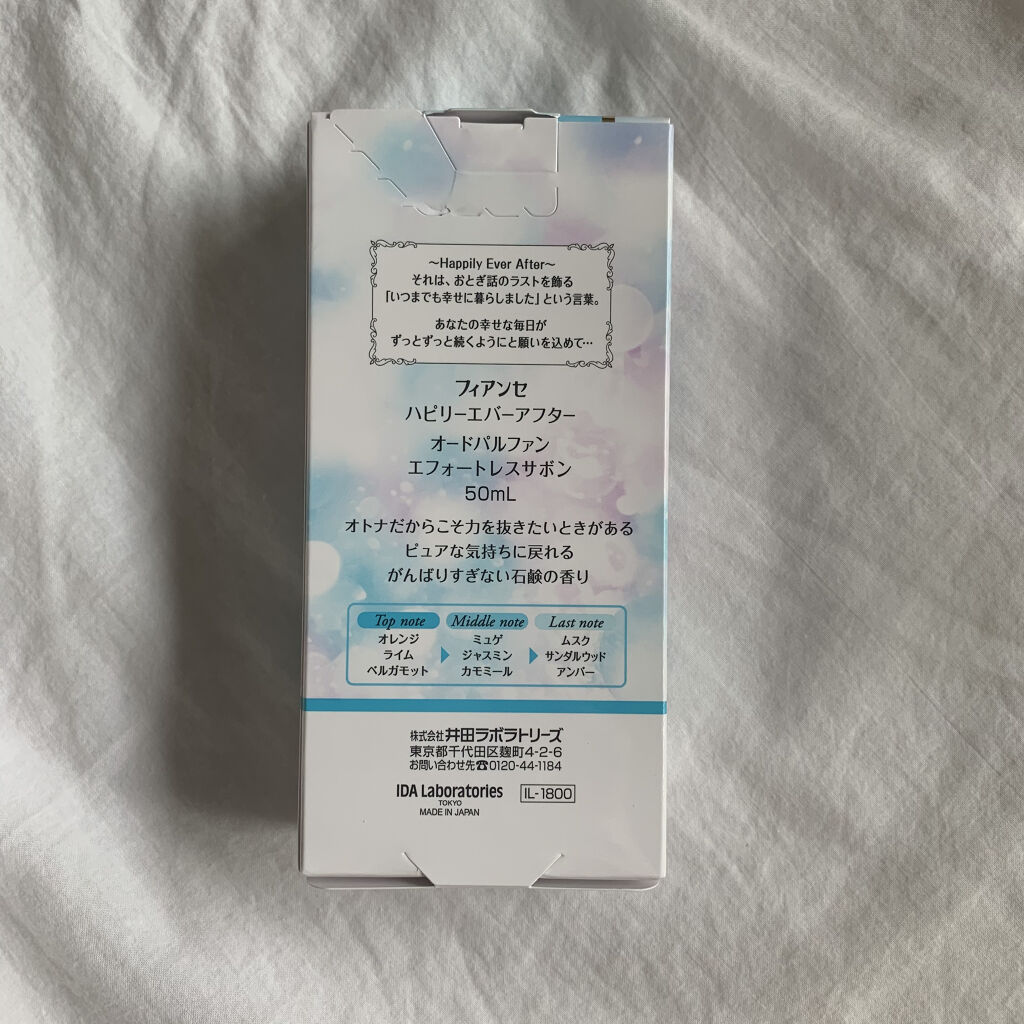 ～Happily Ever After～
それは、おとぎ話のラストを飾る
「いつまでも幸せに暮らしました」という言葉。
あなたの幸せな毎日が
ずっとずっと続くようにと願いを込めて…
フィアンセ
ハピリーエバーアフター
オードパルファン
エフォートレスサボン
50mL
オトナだからこそ力を抜きたいときがある
ピュアな気持ちに戻れる
がんばりすぎない石鹸の香り
Top note Middle note Last note
オレンジ ミュゲ ムスク
ライム ジャスミン サンダルウッド
ベルガモット カモミール アンバー
株式会社 井田ラボラトリーズ
東京都千代田区麹町4-2-6
お問い合わせ先☎0120-44-1184
IDA Laboratories IL-1800
TOKYO
MADE IN JAPAN